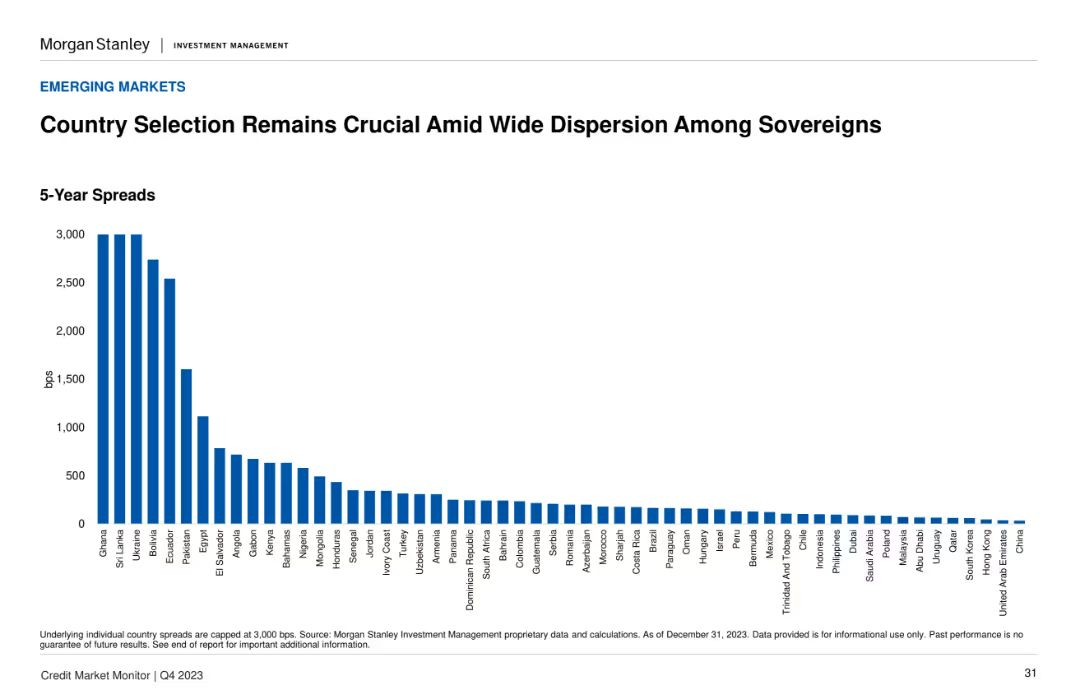 Morgan Stanley | INVESTMENT MANAGEMENT
EMERGING MARKETS
Country Selection Remains Crucial Amid Wide Dispersion Among Sovereigns
5-Year Spreads
3,000
2,500
2,000
1,500
1,000
500
0
bps
Ghana
Sri Lanka
Ukraine
Bolivia
Ecuador
Pakistan
Egypt
El Salvador
Angola
Gabon
Kenya
Bahamas
Nigeria
Mongolia
Honduras
Senegal
Jordan
Ivory Coast
Turkey
Uzbekistan
Armenia
Panama
Dominican Republic
South Africa
Bahrain
Colombia
Guatemala
Serbia
Romania
Azerbaijan
Morocco
Sharjah
Costa Rica
Brazil
Paraguay
Oman
Hungary
Israel
Peru
Bermuda
Mexico
Trinidad And Tobago
Chile
Indonesia
Philippines
Dubai
Saudi Arabia
Poland
Malaysia
Abu Dhabi
Uruguay
Qatar
South Korea
Hong Kong
United Arab Emirates
China
Underlying individual country spreads are capped at 3,000 bps. Source: Morgan Stanley Investment Management proprietary data and calculations. As of December 31, 2023. Data provided is for informational use only. Past performance is no
guarantee of future results. See end of report for important additional information.
Credit Market Monitor | Q4 2023
31